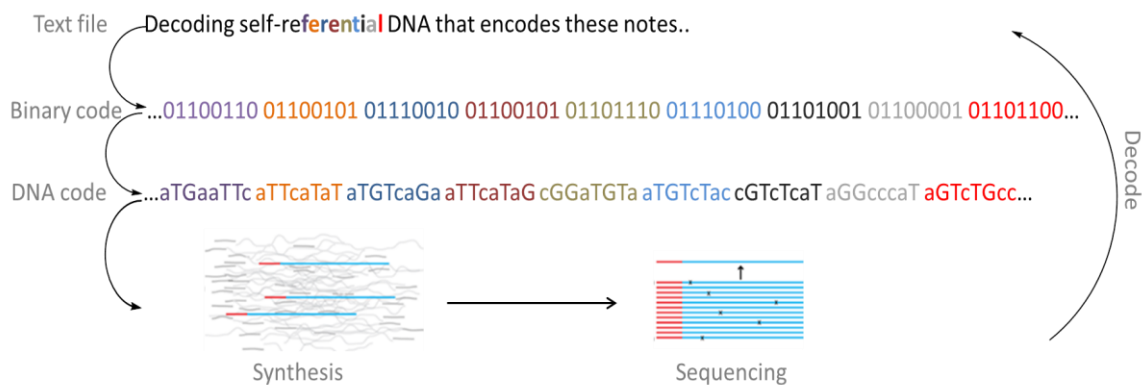 Text file Decoding self-referential DNA that encodes these notes..
Binary code ...01100110 01100101 01110010 01100101 01101110 01110100 01101001 01100001 01101100...
DNA code ...aTGaaTTc aTTcaTaT aTGTcaGa aTTcaTaG cGGaTGTa aTGTcTac cGTcTcaT aGGcccaT aGTcTGcc...
Decode
Synthesis Sequencing